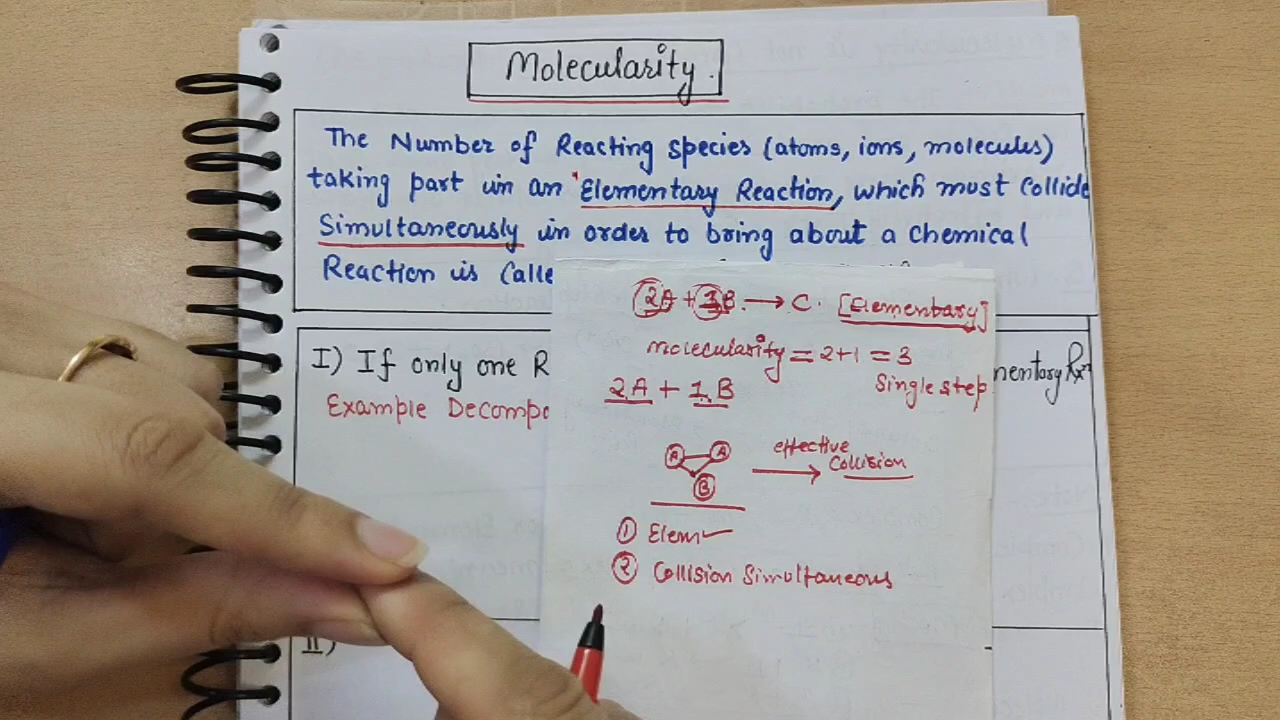 Molecularity.
The Number of Reacting species (atoms, ions, molecules)
taking part in an Elementary Reaction, which must Collide
Simultaneously in order to bring about a Chemical
Reaction is Calle
2A + 1B → C. [Elementary]
molecularity = 2+1 = 3
Single step.
2A + 1.B
I) If only one R
nentary Rxn
Example Decompo
A A
B
effective
Collision
① Elem
② Collision Simultaneous
II)